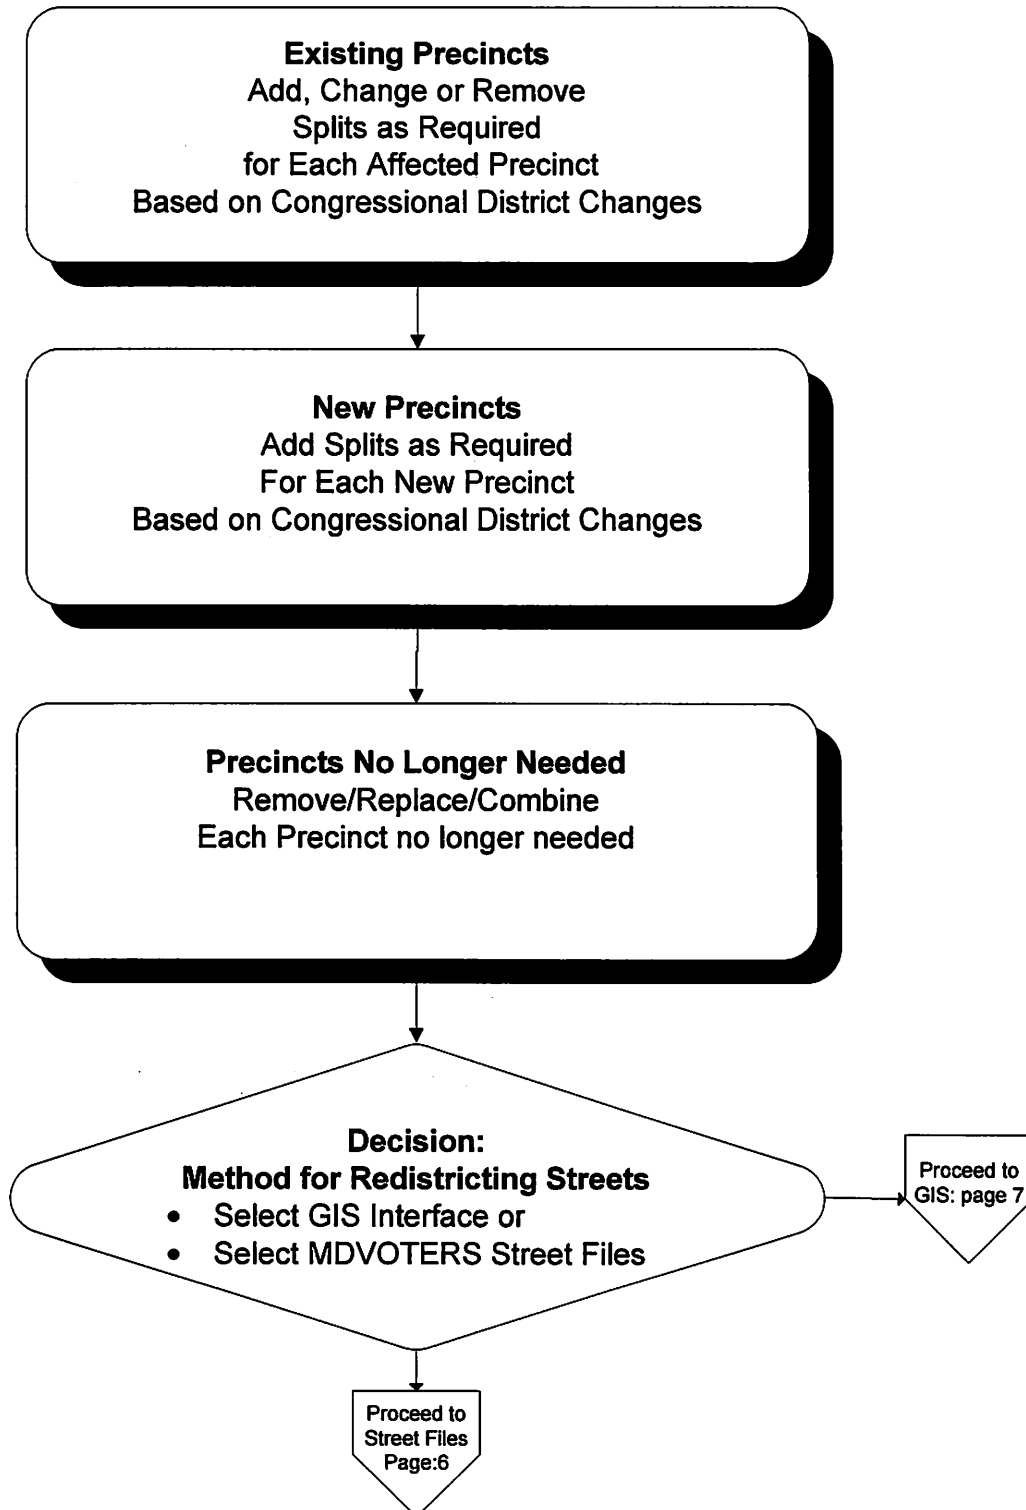 Existing Precincts
Add, Change or Remove
Splits as Required
for Each Affected Precinct
Based on Congressional District Changes
New Precincts
Add Splits as Required
For Each New Precinct
Based on Congressional District Changes
Precincts No Longer Needed
Remove/Replace/Combine
Each Precinct no longer needed
Decision:
Method for Redistricting Streets
• Select GIS Interface or
• Select MDVOTERS Street Files
Proceed to
GIS: page 7
Proceed to
Street Files
Page:6